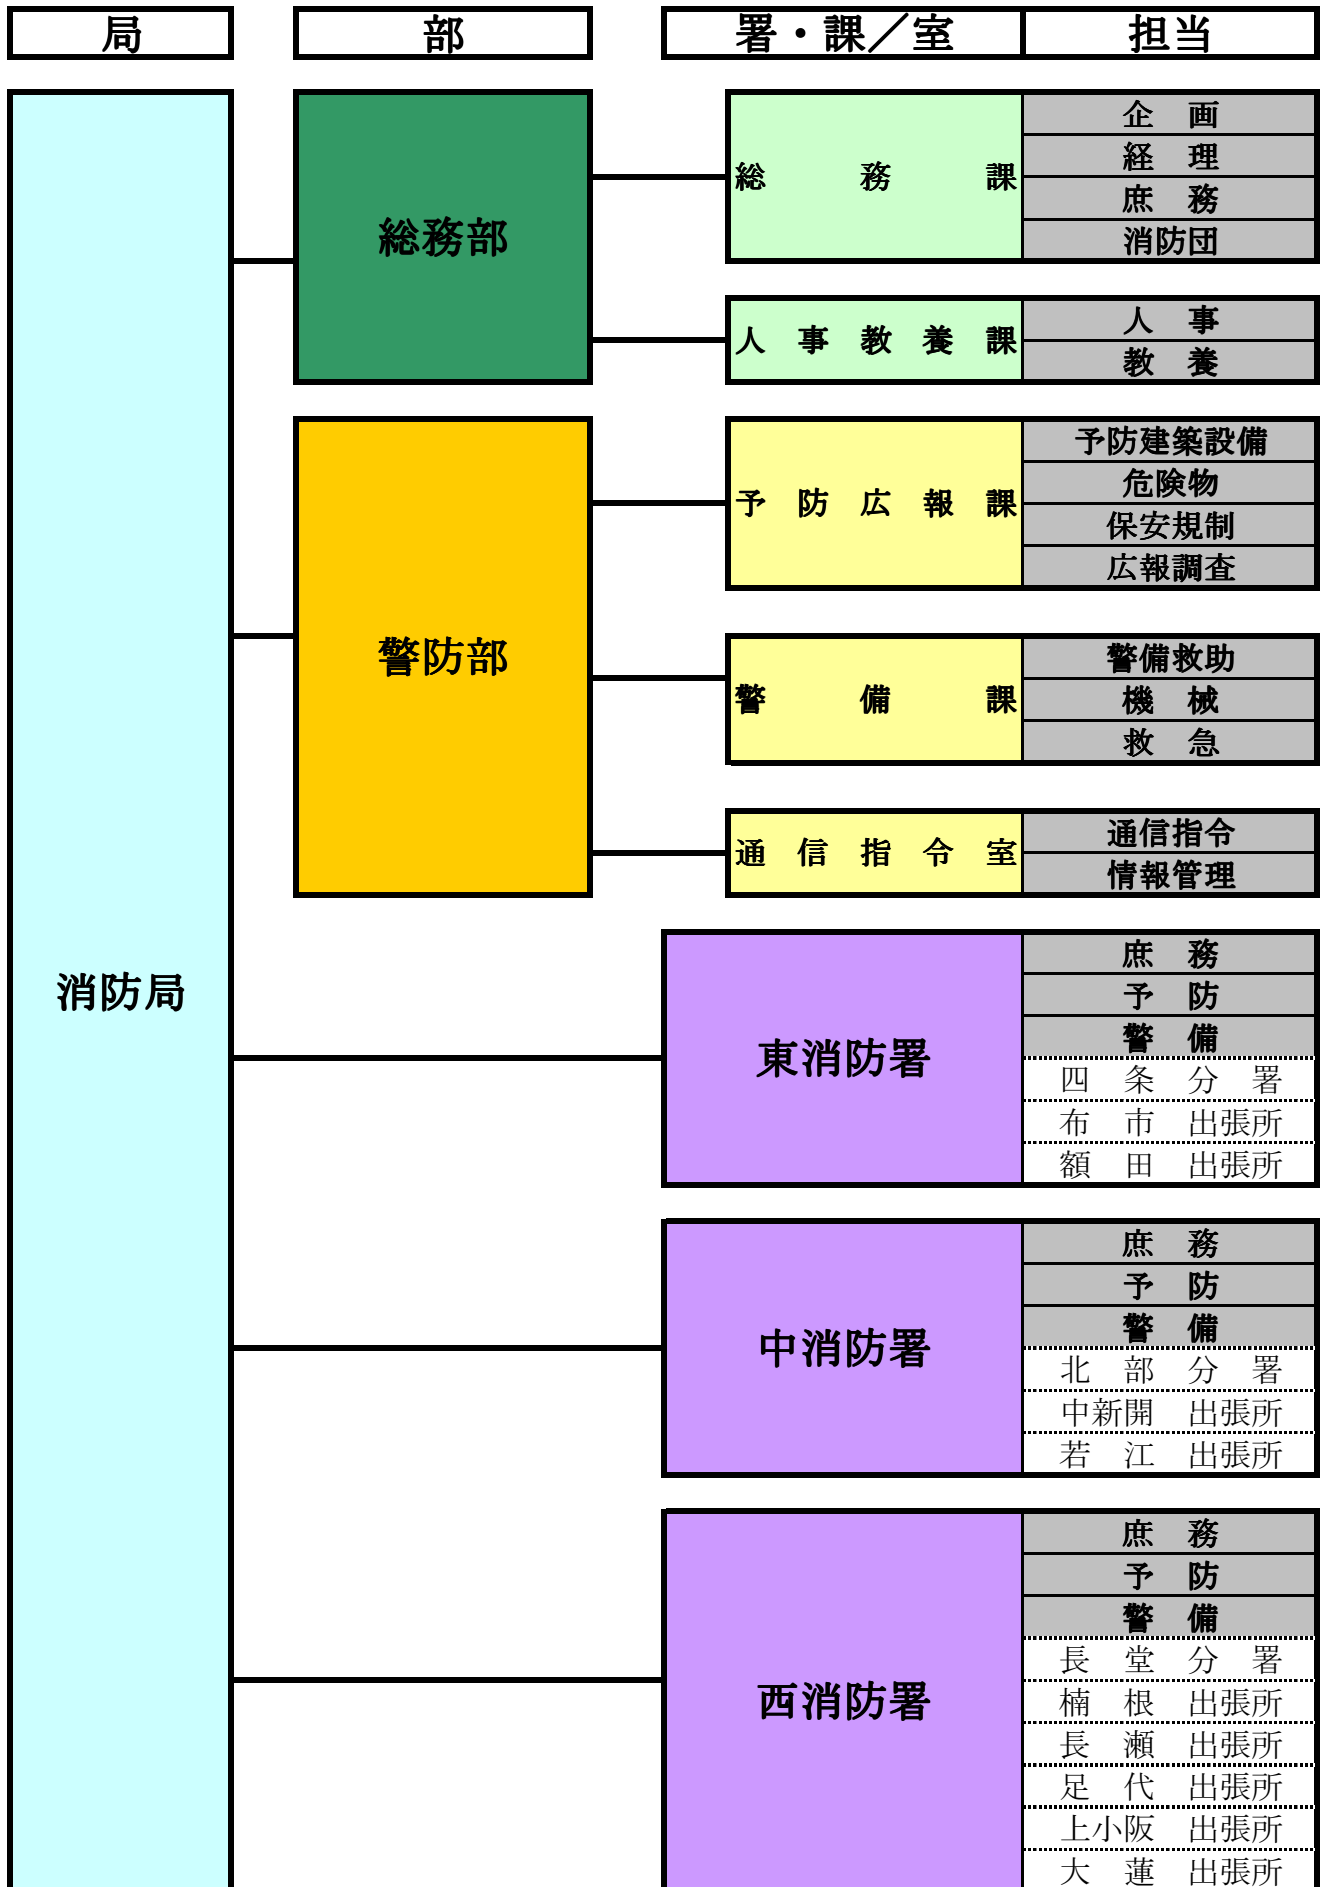 局
部
署・課／室
担当
消防局
総務部
総　務　課
企　画
経　理
庶　務
消防団
人　事　教　養　課
人　事
教　養
警防部
予　防　広　報　課
予防建築設備
危険物
保安規制
広報調査
警　備　課
警備救助
機　械
救　急
通　信　指　令　室
通信指令
情報管理
東消防署
庶　務
予　防
警　備
四　条　分　署
布　市　出張所
額　田　出張所
中消防署
庶　務
予　防
警　備
北　部　分　署
中新開　出張所
若　江　出張所
西消防署
庶　務
予　防
警　備
長　堂　分　署
楠　根　出張所
長　瀬　出張所
足　代　出張所
上小阪　出張所
大　蓮　出張所